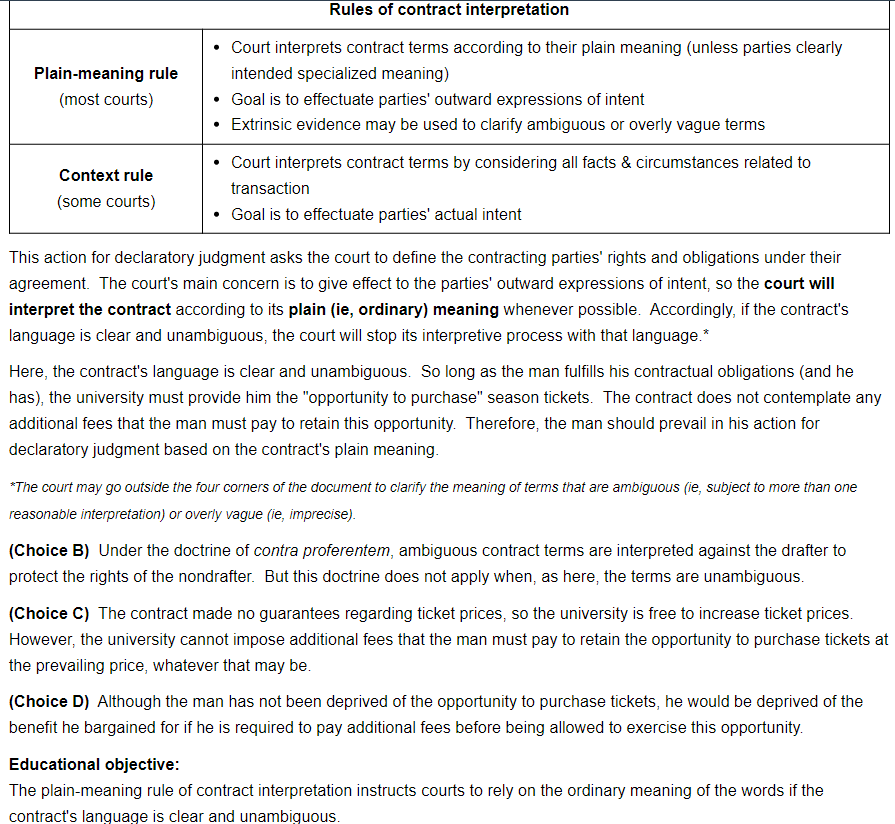 Rules of contract interpretation
Plain-meaning rule
(most courts)
• Court interprets contract terms according to their plain meaning (unless parties clearly
intended specialized meaning)
• Goal is to effectuate parties' outward expressions of intent
• Extrinsic evidence may be used to clarify ambiguous or overly vague terms
Context rule
(some courts)
• Court interprets contract terms by considering all facts & circumstances related to
transaction
• Goal is to effectuate parties' actual intent
This action for declaratory judgment asks the court to define the contracting parties' rights and obligations under their
agreement. The court's main concern is to give effect to the parties' outward expressions of intent, so the court will
interpret the contract according to its plain (ie, ordinary) meaning whenever possible. Accordingly, if the contract's
language is clear and unambiguous, the court will stop its interpretive process with that language.*
Here, the contract's language is clear and unambiguous. So long as the man fulfills his contractual obligations (and he
has), the university must provide him the "opportunity to purchase" season tickets. The contract does not contemplate any
additional fees that the man must pay to retain this opportunity. Therefore, the man should prevail in his action for
declaratory judgment based on the contract's plain meaning.
*The court may go outside the four corners of the document to clarify the meaning of terms that are ambiguous (ie, subject to more than one
reasonable interpretation) or overly vague (ie, imprecise).
(Choice B) Under the doctrine of contra proferentem, ambiguous contract terms are interpreted against the drafter to
protect the rights of the nondrafter. But this doctrine does not apply when, as here, the terms are unambiguous.
(Choice C) The contract made no guarantees regarding ticket prices, so the university is free to increase ticket prices.
However, the university cannot impose additional fees that the man must pay to retain the opportunity to purchase tickets at
the prevailing price, whatever that may be.
(Choice D) Although the man has not been deprived of the opportunity to purchase tickets, he would be deprived of the
benefit he bargained for if he is required to pay additional fees before being allowed to exercise this opportunity.
Educational objective:
The plain-meaning rule of contract interpretation instructs courts to rely on the ordinary meaning of the words if the
contract's language is clear and unambiguous.